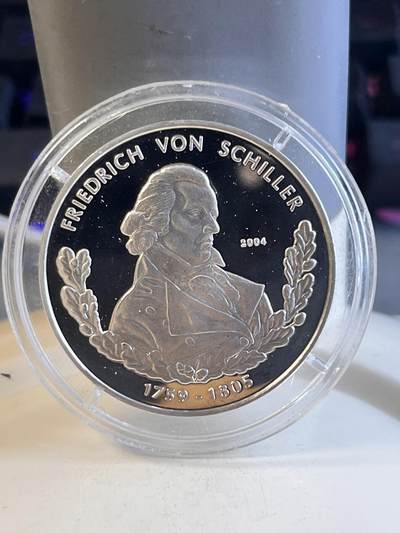 FRIEDRICH VON SCHILLER
2004
1759 - 1805